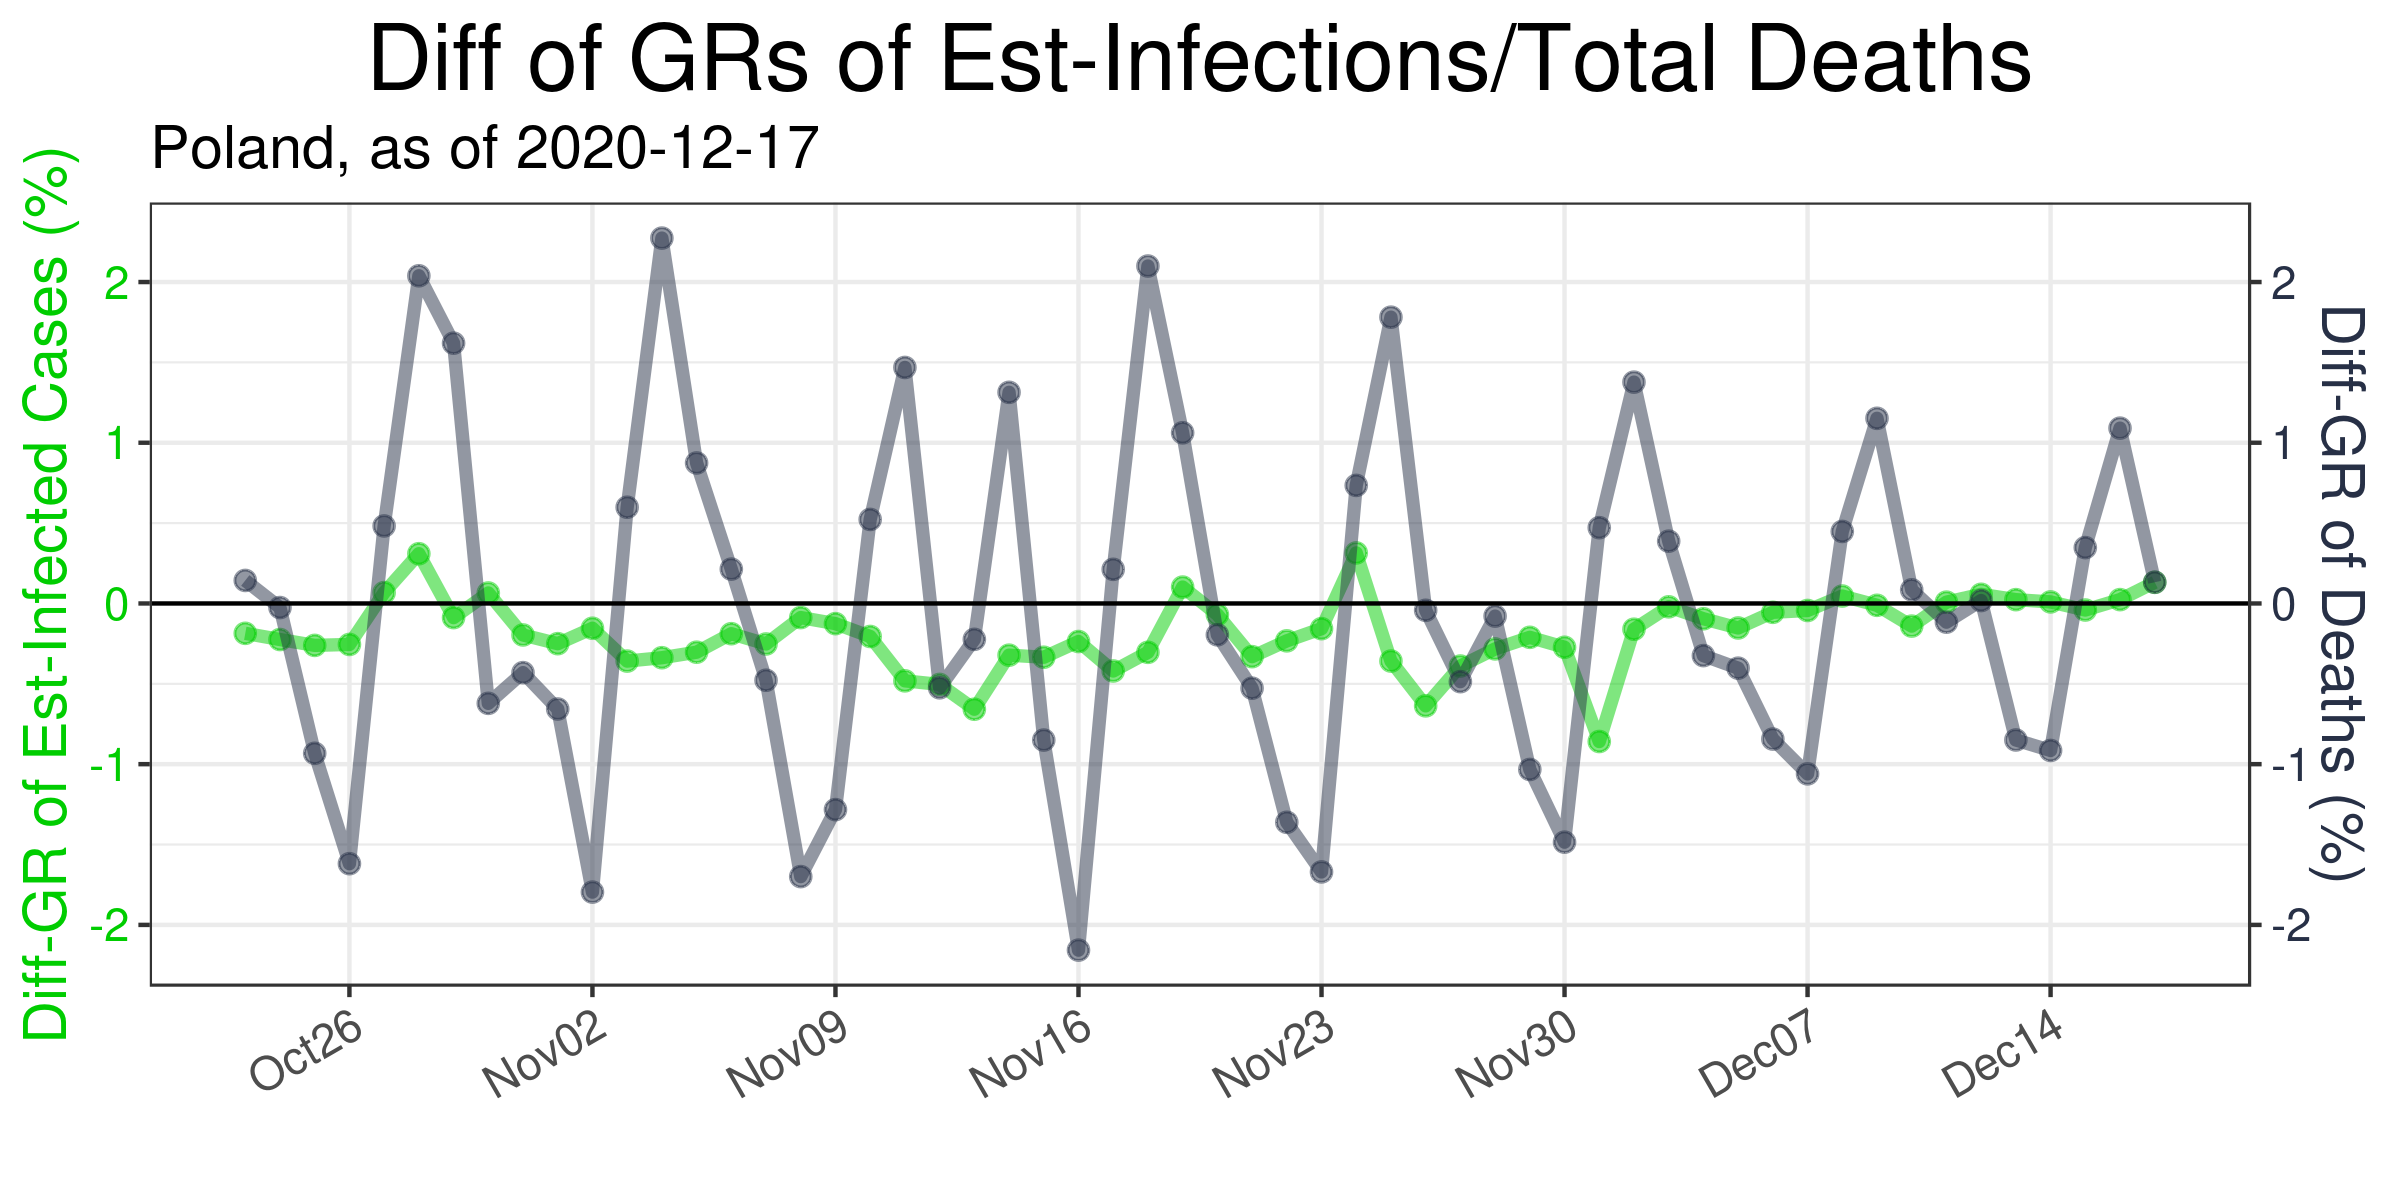 Diff of GRs of Est-Infections/Total Deaths
Poland, as of 2020-12-17
Diff-GR of Est-Infected Cases (%)
2
1
0
-1
-2
2
1
0
-1
-2
Diff-GR of Deaths (%)
Oct26
Nov02
Nov09
Nov16
Nov23
Nov30
Dec07
Dec14